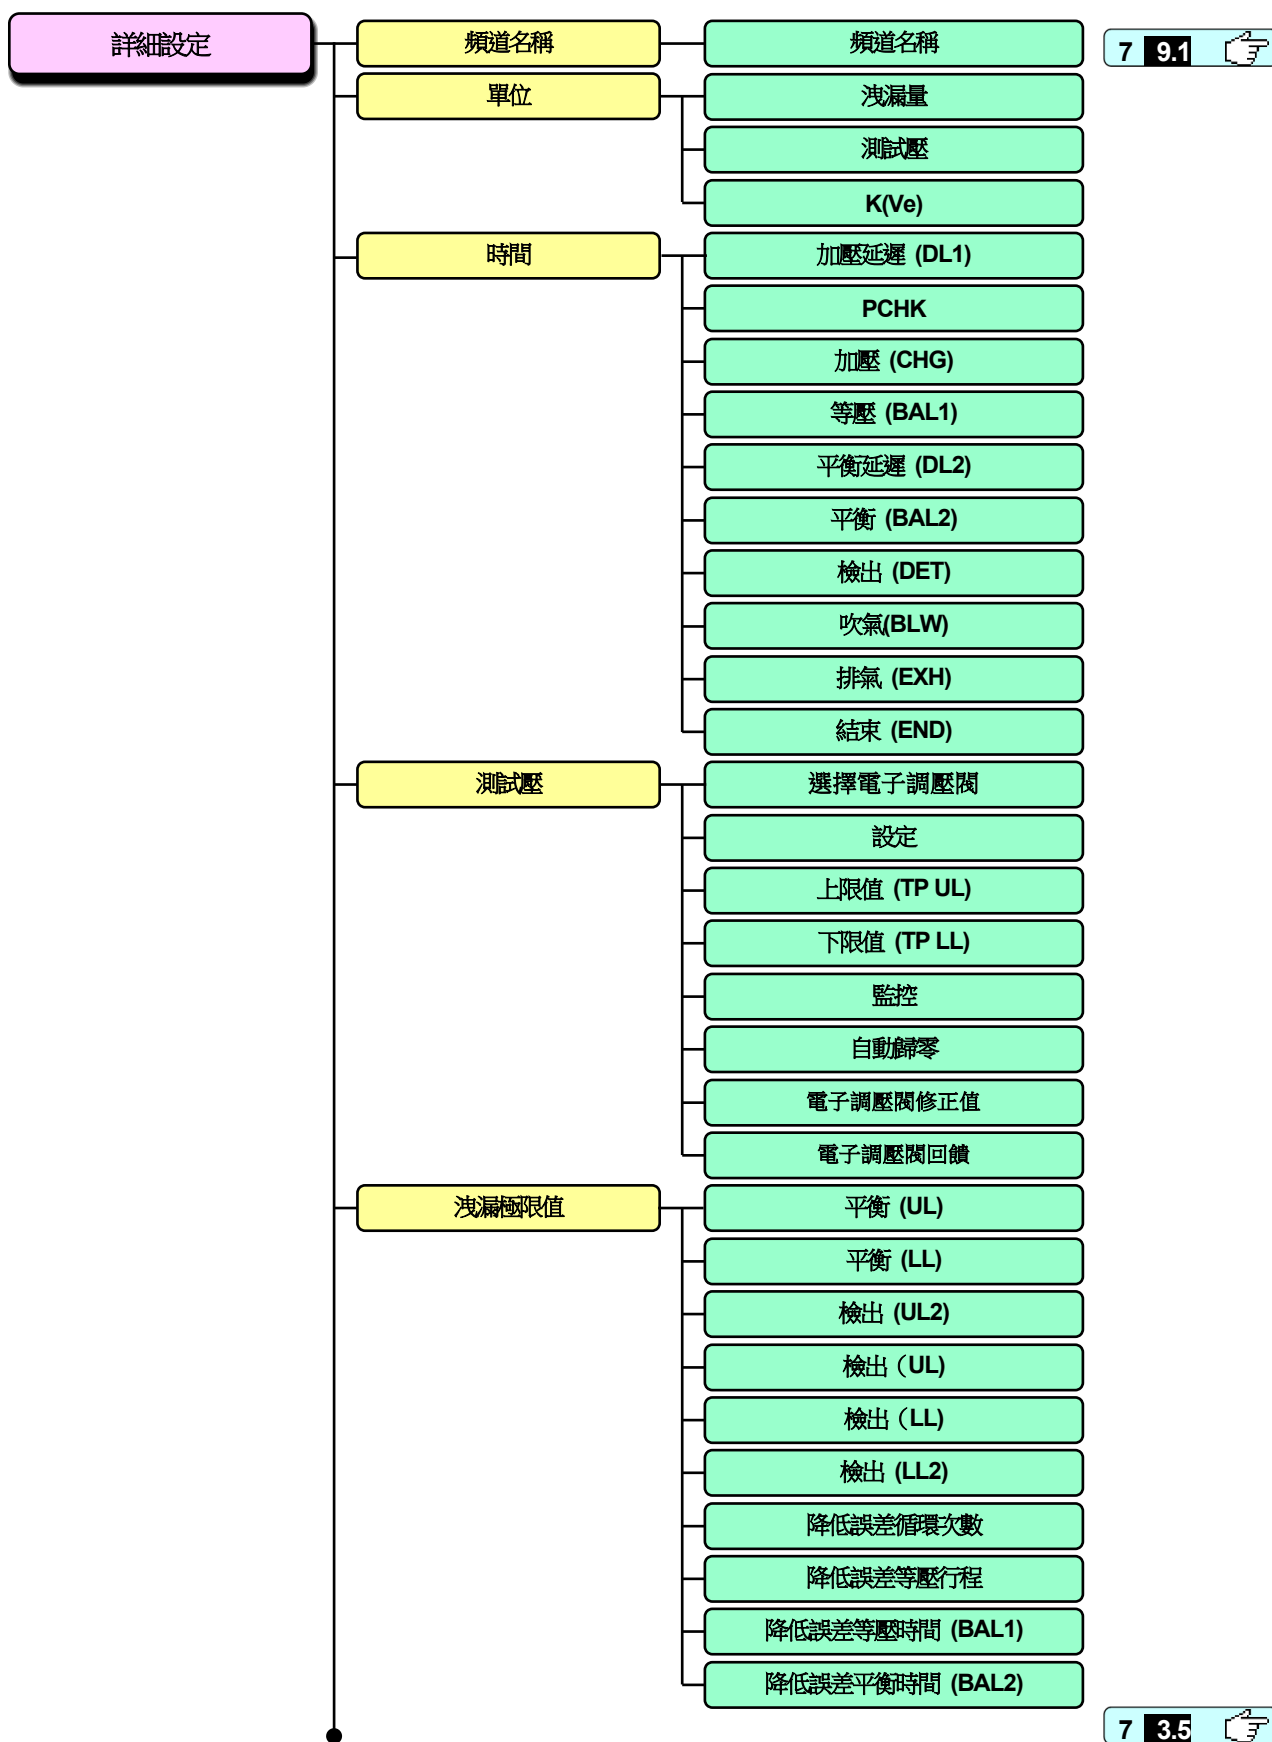 詳細設定
頻道名稱
頻道名稱
7 9.1
單位
洩漏量
測試壓
K(Ve)
時間
加壓延遲 (DL1)
PCHK
加壓 (CHG)
等壓 (BAL1)
平衡延遲 (DL2)
平衡 (BAL2)
檢出 (DET)
吹氣(BLW)
排氣 (EXH)
結束 (END)
測試壓
選擇電子調壓閥
設定
上限值 (TP UL)
下限值 (TP LL)
監控
自動歸零
電子調壓閥修正值
電子調壓閥回饋
洩漏極限值
平衡 (UL)
平衡 (LL)
檢出 (UL2)
檢出（UL)
檢出（LL)
檢出 (LL2)
降低誤差循環次數
降低誤差等壓行程
降低誤差等壓時間 (BAL1)
降低誤差平衡時間 (BAL2)
7 3.5